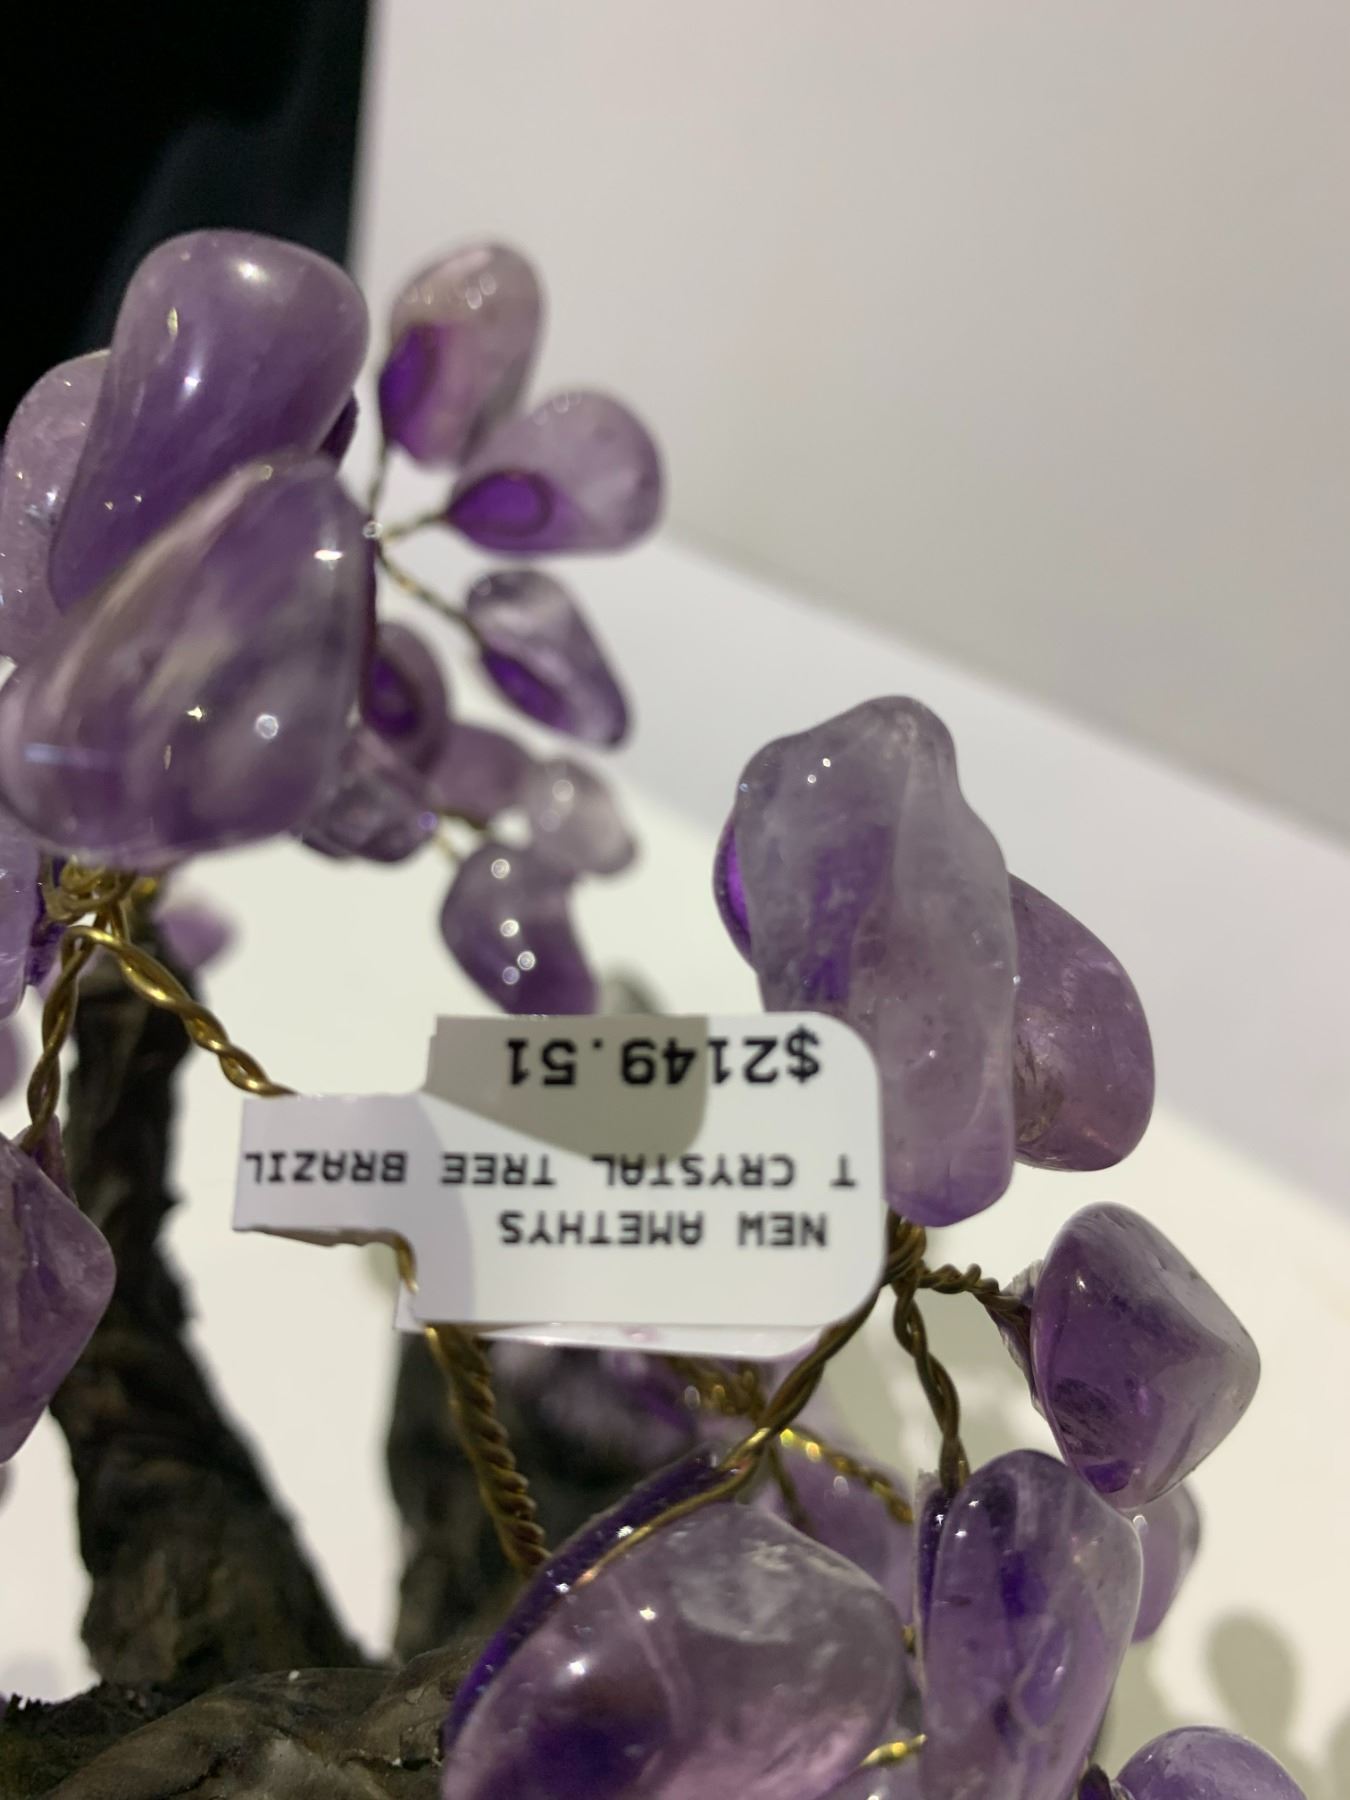 NEW AMETHYS
T CRYSTAL TREE BRAZIL
$2149.51